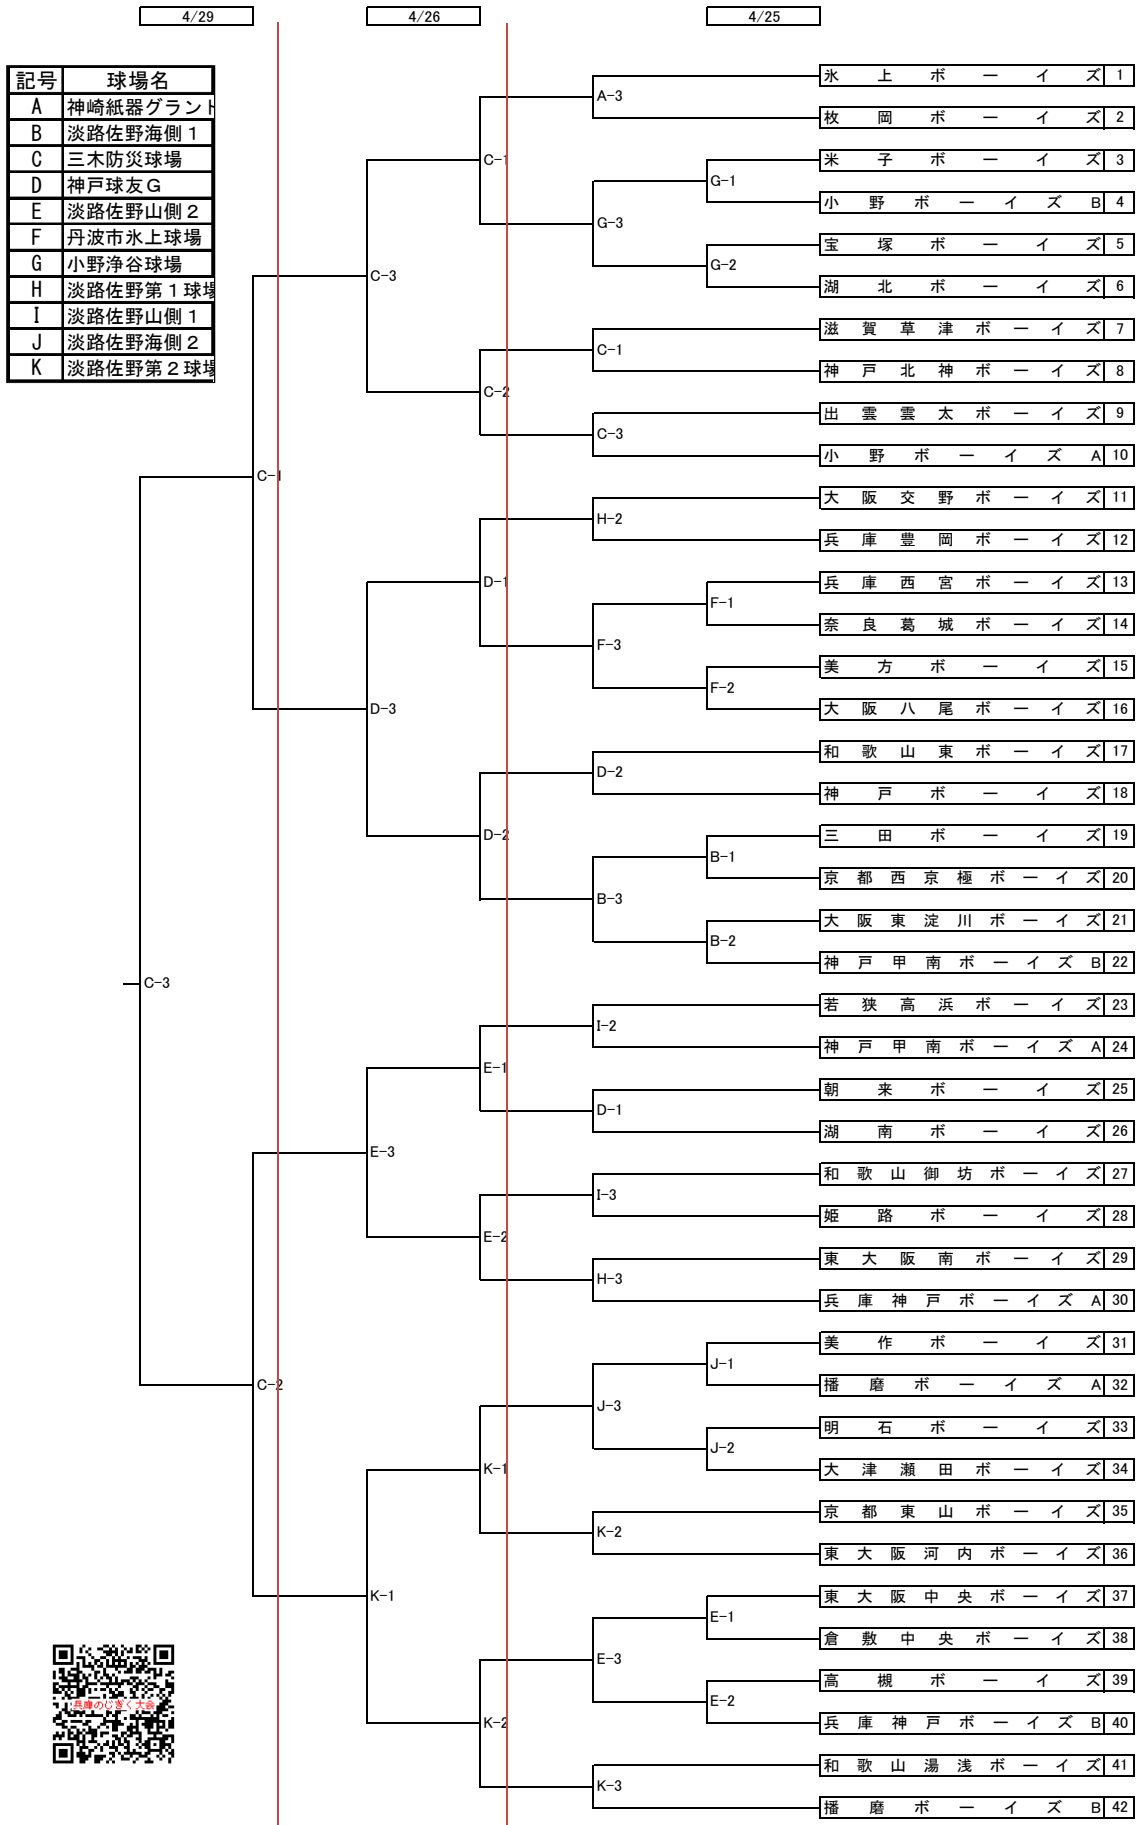 4/29 4/26 4/25
記号 球場名
A 神崎紙器グラント
B 淡路佐野海側1
C 三木防災球場
D 神戸球友G
E 淡路佐野山側2
F 丹波市氷上球場
G 小野浄谷球場
H 淡路佐野第1球場
I 淡路佐野山側1
J 淡路佐野海側2
K 淡路佐野第2球場
氷上ボーイズ 1
A-3
枚岡ボーイズ 2
C-1
米子ボーイズ 3
G-1
小野ボーイズB 4
G-3
宝塚ボーイズ 5
G-2
C-3
湖北ボーイズ 6
滋賀草津ボーイズ 7
C-1
神戸北神ボーイズ 8
C-2
出雲雲太ボーイズ 9
C-3
小野ボーイズA 10
C-1
大阪交野ボーイズ 11
H-2
兵庫豊岡ボーイズ 12
D-1
兵庫西宮ボーイズ 13
F-1
奈良葛城ボーイズ 14
F-3
美方ボーイズ 15
F-2
大阪八尾ボーイズ 16
D-3
和歌山東ボーイズ 17
D-2
神戸ボーイズ 18
D-2
三田ボーイズ 19
B-1
京都西京極ボーイズ 20
B-3
大阪東淀川ボーイズ 21
B-2
神戸甲南ボーイズB 22
C-3
若狭高浜ボーイズ 23
I-2
神戸甲南ボーイズA 24
E-1
朝来ボーイズ 25
D-1
湖南ボーイズ 26
E-3
和歌山御坊ボーイズ 27
I-3
姫路ボーイズ 28
E-2
東大阪南ボーイズ 29
H-3
兵庫神戸ボーイズA 30
美作ボーイズ 31
J-1
C-2
播磨ボーイズA 32
J-3
明石ボーイズ 33
J-2
K-1
大津瀬田ボーイズ 34
京都東山ボーイズ 35
K-2
東大阪河内ボーイズ 36
K-1
東大阪中央ボーイズ 37
E-1
倉敷中央ボーイズ 38
E-3
高槻ボーイズ 39
E-2
K-2
兵庫神戸ボーイズB 40
和歌山湯浅ボーイズ 41
K-3
播磨ボーイズB 42
兵庫のじぎく大会